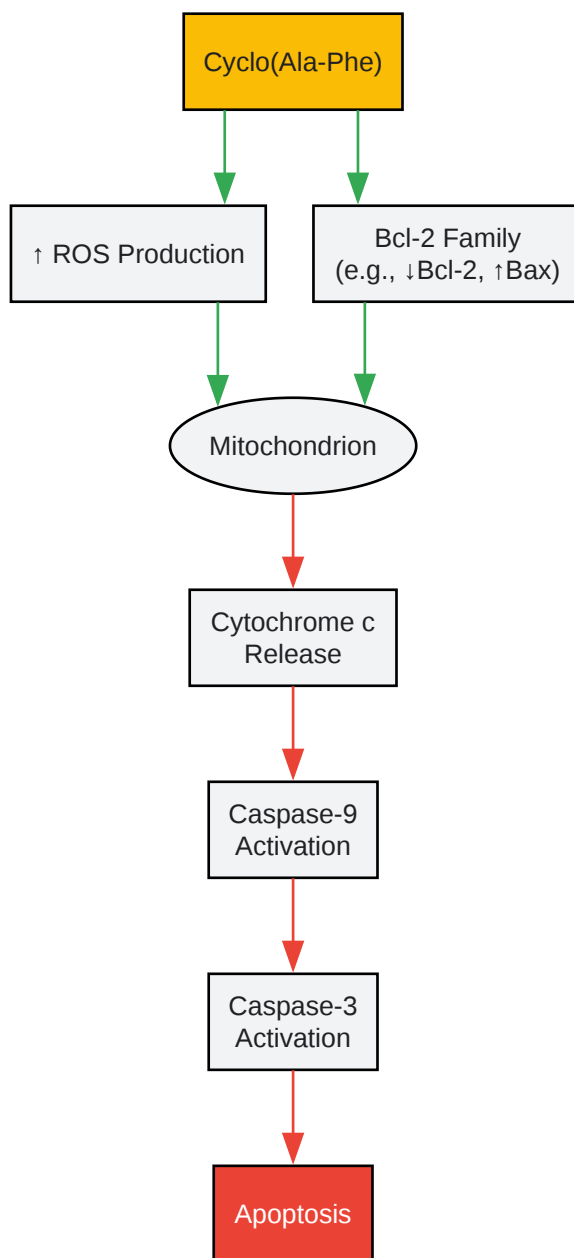 Cyclo(Ala-Phe)
↑ ROS Production
Bcl-2 Family
(e.g., ↓Bcl-2, ↑Bax)
Mitochondrion
Cytochrome c
Release
Caspase-9
Activation
Caspase-3
Activation
Apoptosis